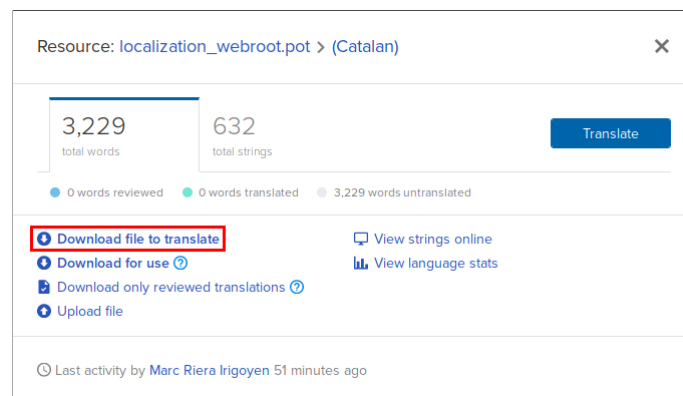 Resource: localization_webroot.pot > (Catalan)
3,229 632
total words total strings
Translate
0 words reviewed 0 words translated 3,229 words untranslated
Download file to translate View strings online
Download for use ? View language stats
Download only reviewed translations ?
Upload file
Last activity by Marc Riera Irigoyen 51 minutes ago